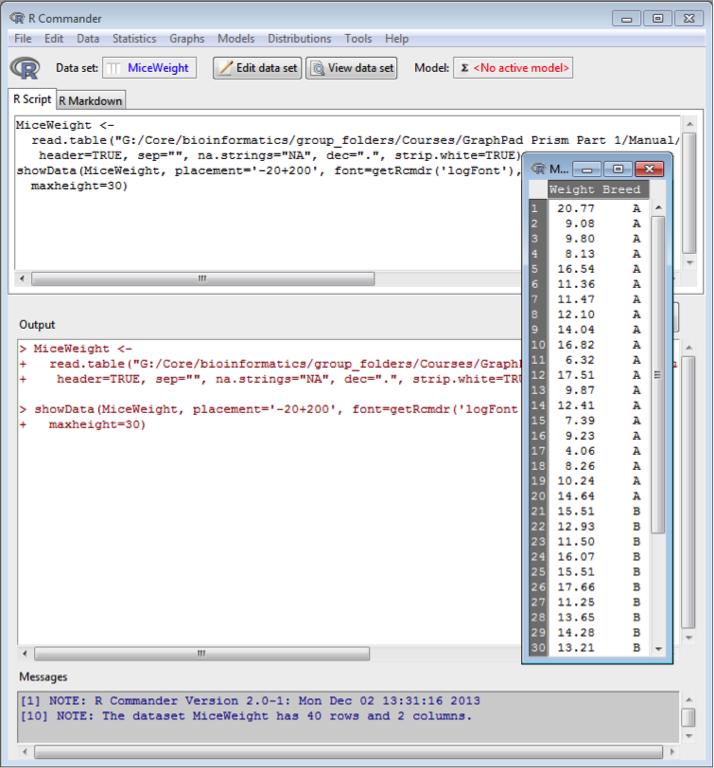 R Commander
File Edit Data Statistics Graphs Models Distributions Tools Help
R Data set: MiceWeight Edit data set View data set Model: Σ <No active model>
R Script R Markdown
MiceWeight <-
read.table("G:/Core/bioinformatics/group_folders/Courses/GraphPad Prism Part 1/Manual/
header=TRUE, sep="", na.strings="NA", dec=".", strip.white=TRUE)
showData(MiceWeight, placement='-20+200', font=getRcmdr('logFont'),
maxheight=30)
Output
> MiceWeight <-
+ read.table("G:/Core/bioinformatics/group_folders/Courses/Graph
+ header=TRUE, sep="", na.strings="NA", dec=".", strip.white=TRU
> showData(MiceWeight, placement='-20+200', font=getRcmdr('logFont
+ maxheight=30)
M...
Weight Breed
1 20.77 A
2 9.08 A
3 9.80 A
4 8.13 A
5 16.54 A
6 11.36 A
7 11.47 A
8 12.10 A
9 14.04 A
10 16.82 A
11 6.32 A
12 17.51 A
13 9.87 A
14 12.41 A
15 7.39 A
16 9.23 A
17 4.06 A
18 8.26 A
19 10.24 A
20 14.64 A
21 15.51 B
22 12.93 B
23 11.50 B
24 16.07 B
25 15.51 B
26 17.66 B
27 11.25 B
28 13.65 B
29 14.28 B
30 13.21 B
Messages
[1] NOTE: R Commander Version 2.0-1: Mon Dec 02 13:31:16 2013
[10] NOTE: The dataset MiceWeight has 40 rows and 2 columns.